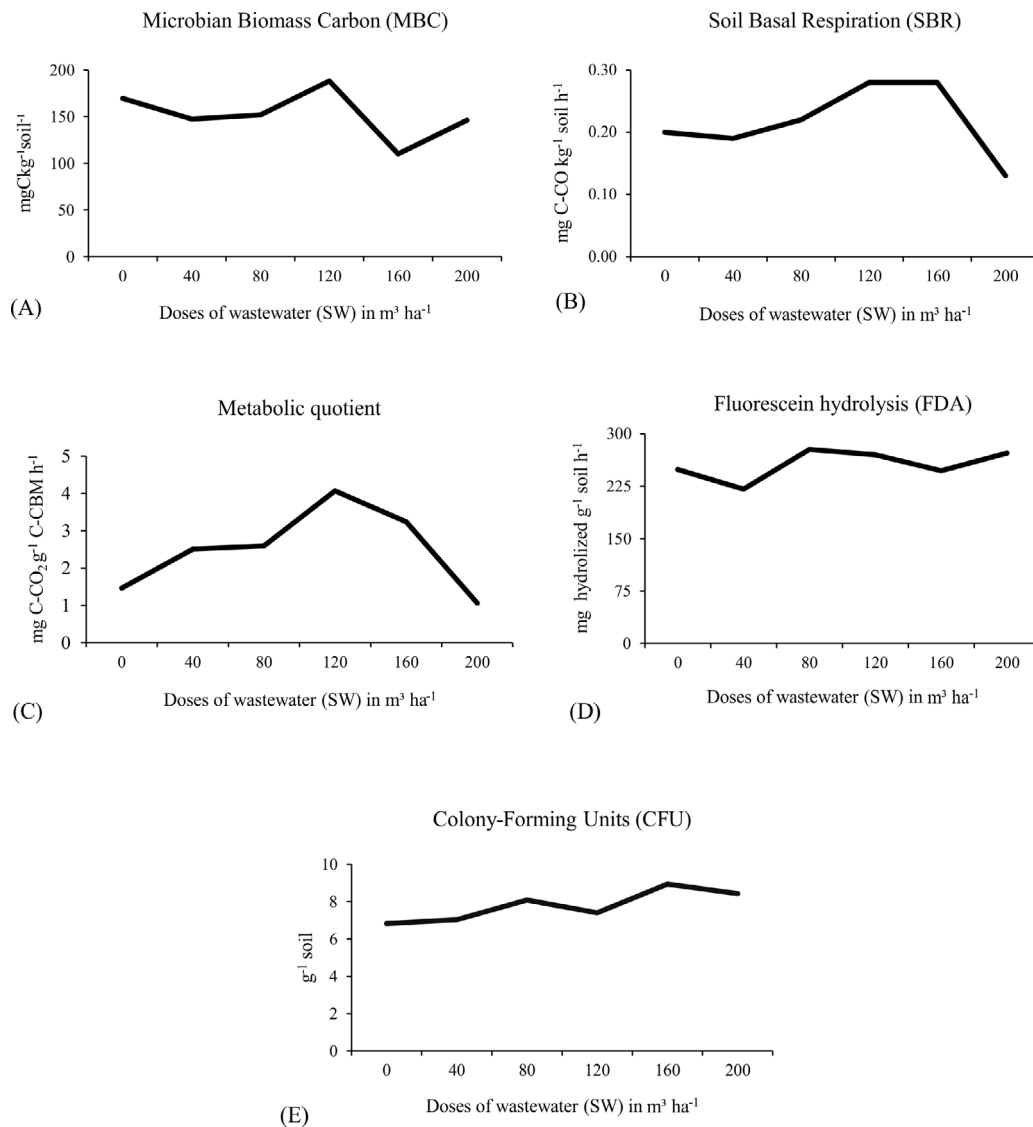 Microbian Biomass Carbon (MBC)
200
150
100
50
0
mgCkg⁻¹soil⁻¹
0 40 80 120 160 200
Doses of wastewater (SW) in m³ ha⁻¹
(A)
Soil Basal Respiration (SBR)
0.30
0.20
0.10
0.00
mg C-CO kg⁻¹ soil h⁻¹
0 40 80 120 160 200
Doses of wastewater (SW) in m³ ha⁻¹
(B)
Metabolic quotient
5
4
3
2
1
0
mg C-CO₂g⁻¹ C-CBM h⁻¹
0 40 80 120 160 200
Doses of wastewater (SW) in m³ ha⁻¹
(C)
Fluorescein hydrolysis (FDA)
300
225
150
75
0
mg hydrolized g⁻¹ soil h⁻¹
0 40 80 120 160 200
Doses of wastewater (SW) in m³ ha⁻¹
(D)
Colony-Forming Units (CFU)
10
8
6
4
2
0
g⁻¹ soil
0 40 80 120 160 200
Doses of wastewater (SW) in m³ ha⁻¹
(E)